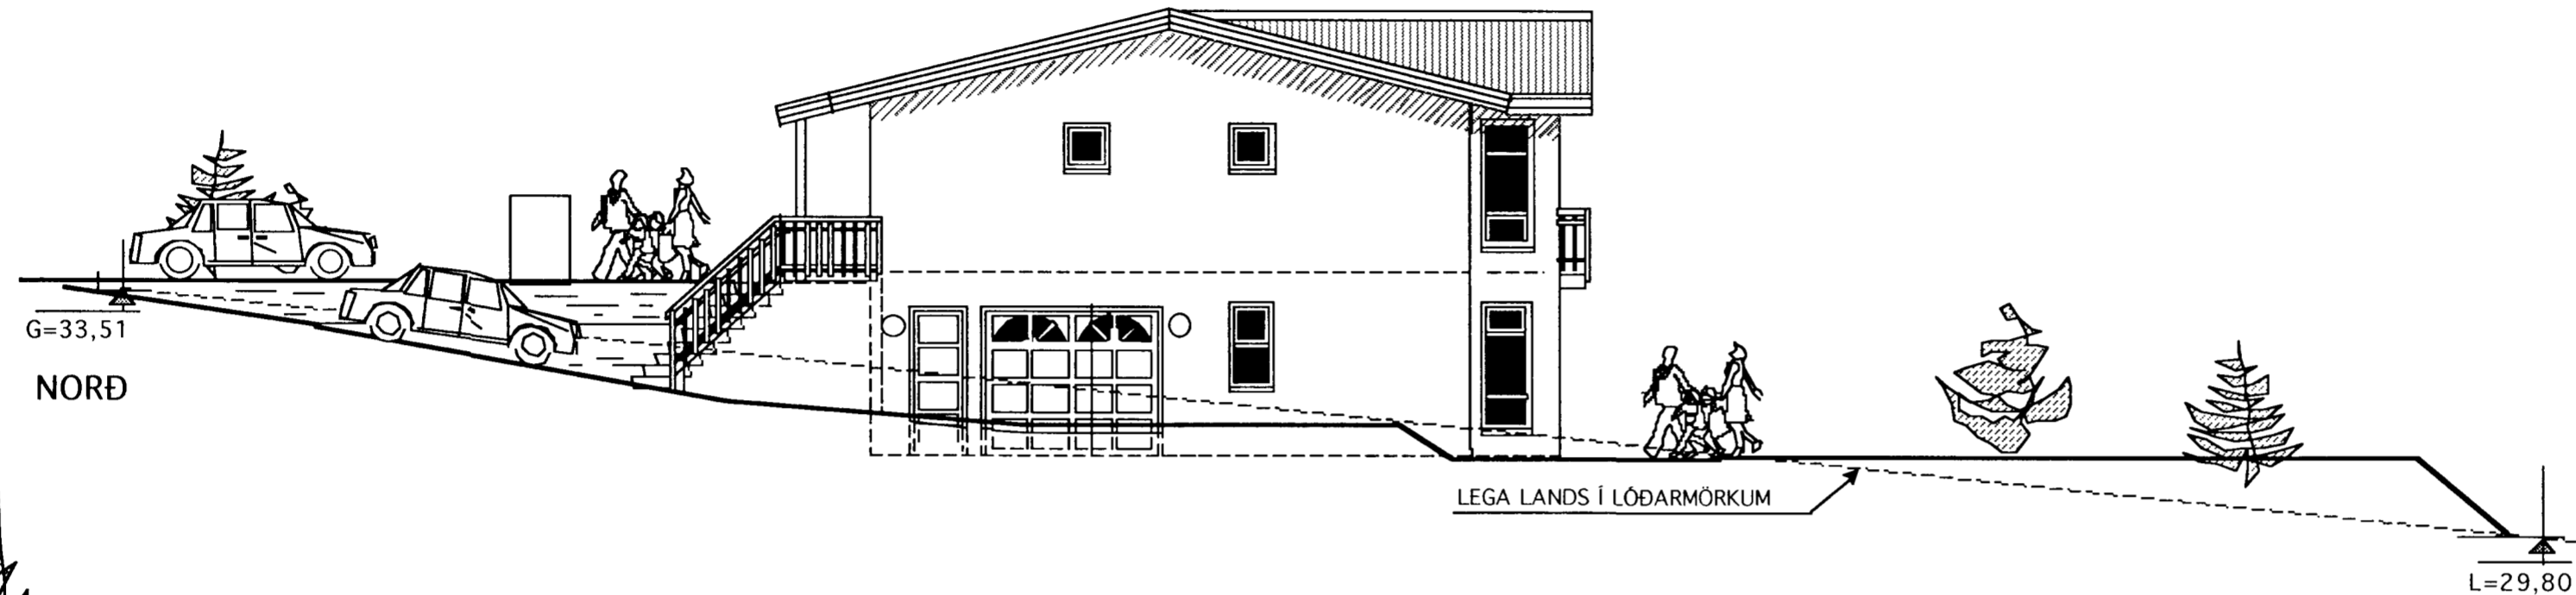 G=33,51
NORÐ
LEGA LANDS Í LÓÐARMÖRKUM
L=29,80